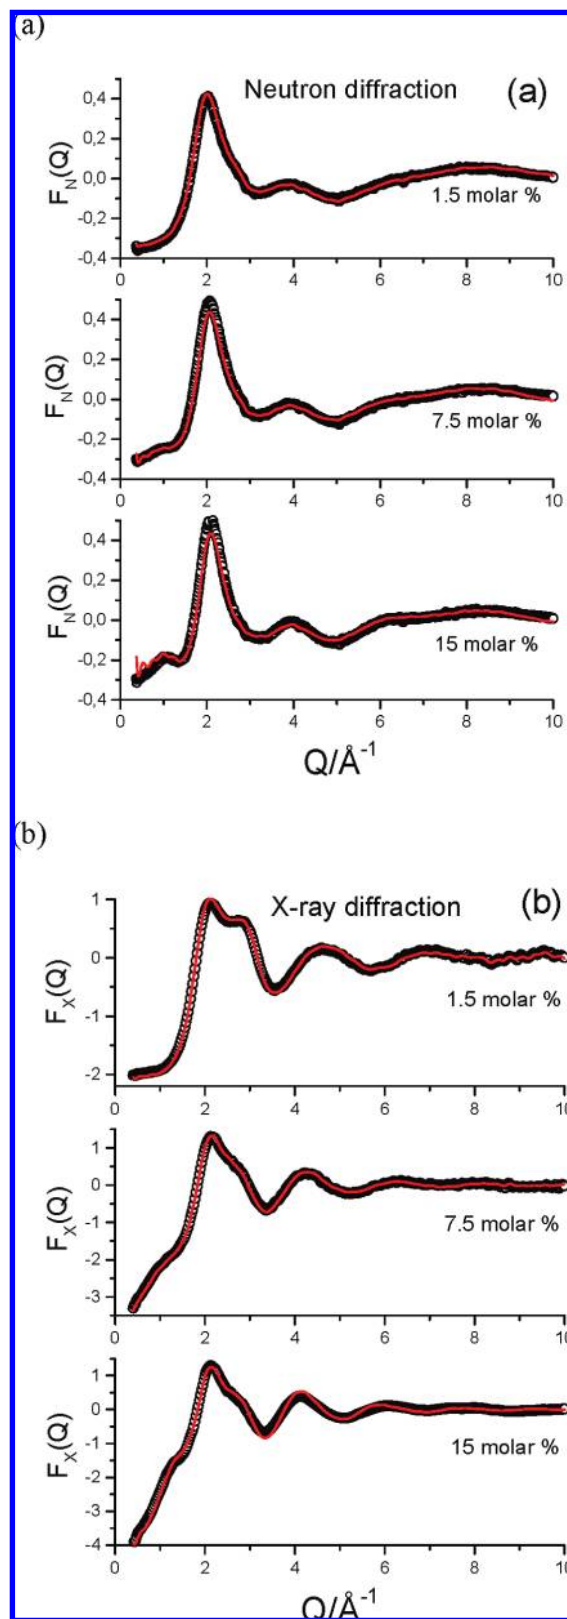 (a)
Neutron diffraction (a)
F_N(Q)
0,4
0,2
0,0
-0,2
-0,4
1.5 molar %
0 2 4 6 8 10
F_N(Q)
0,4
0,2
0,0
-0,2
-0,4
7.5 molar %
0 2 4 6 8 10
F_N(Q)
0,4
0,2
0,0
-0,2
-0,4
15 molar %
0 2 4 6 8 10
Q/Å⁻¹
(b)
X-ray diffraction (b)
F_X(Q)
1
0
-1
-2
1.5 molar %
0 2 4 6 8 10
F_X(Q)
1
0
-1
-2
-3
7.5 molar %
0 2 4 6 8 10
F_X(Q)
1
0
-1
-2
-3
-4
15 molar %
0 2 4 6 8 10
Q/Å⁻¹